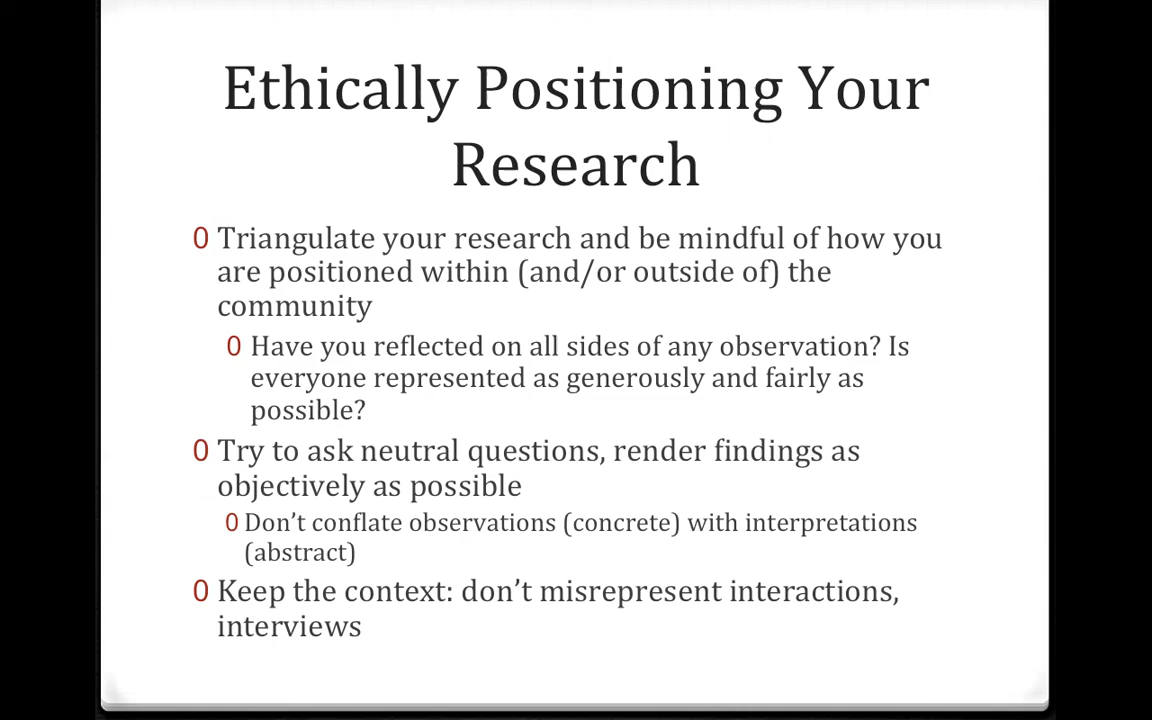 Ethically Positioning Your
Research
0 Triangulate your research and be mindful of how you
are positioned within (and/or outside of) the
community
0 Have you reflected on all sides of any observation? Is
everyone represented as generously and fairly as
possible?
0 Try to ask neutral questions, render findings as
objectively as possible
0 Don’t conflate observations (concrete) with interpretations
(abstract)
0 Keep the context: don’t misrepresent interactions,
interviews